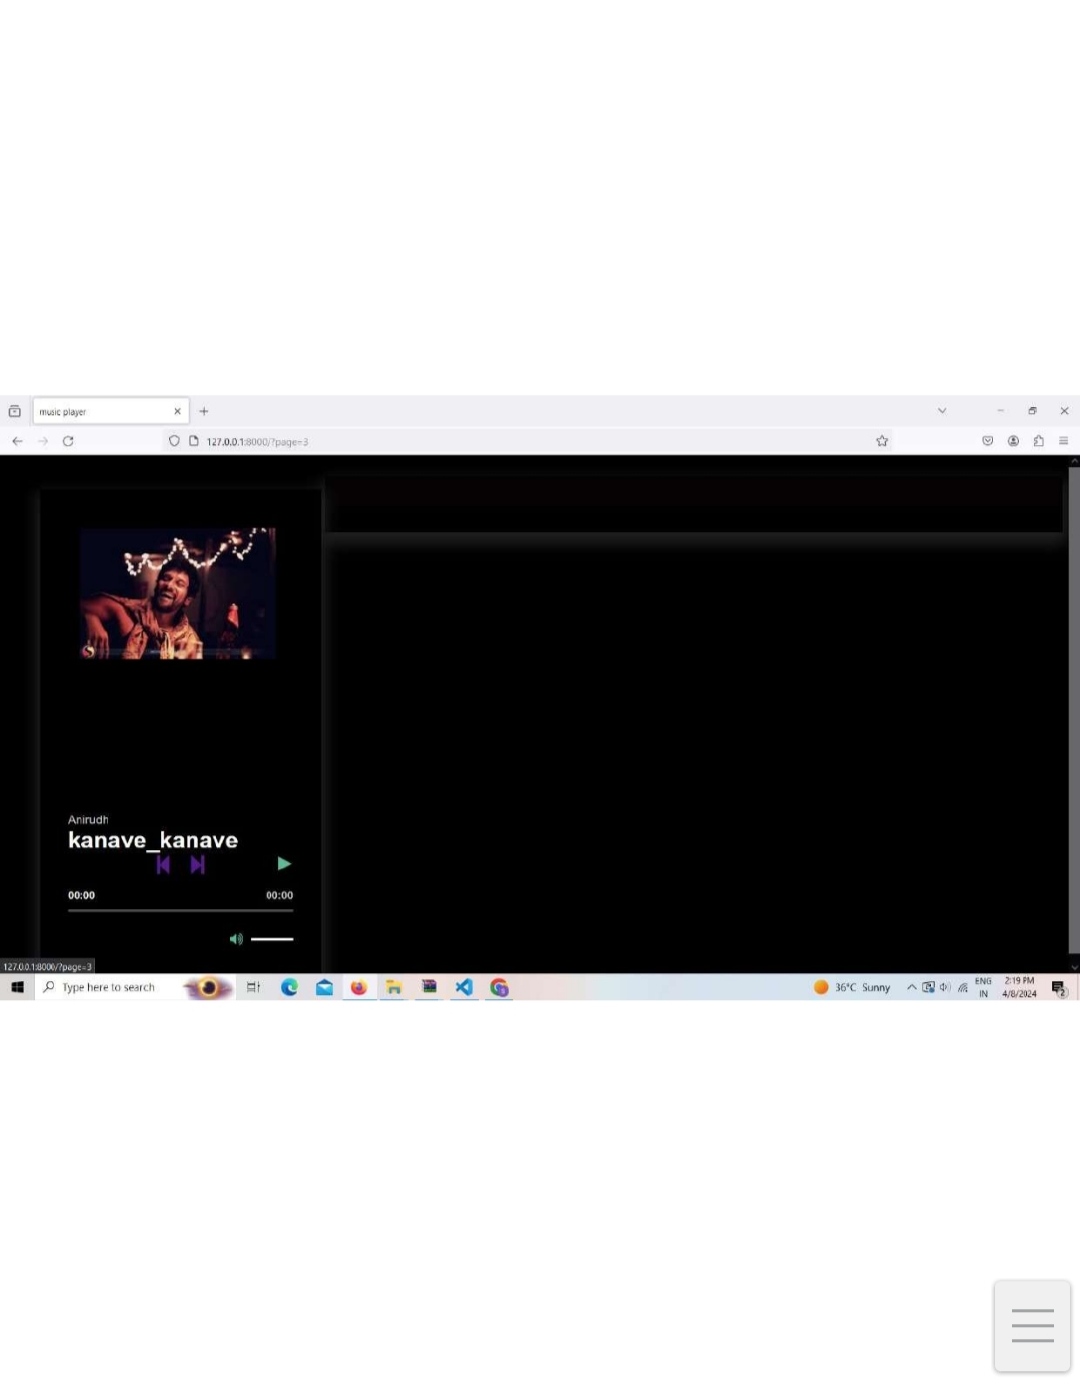 music player
127.0.0.1:8000/?page=3
Anirudh
kanave_kanave
00:00
00:00
127.0.0.1:8000/?page=3
Type here to search
36°C Sunny
ENG
IN
2:19 PM
4/8/2024
2